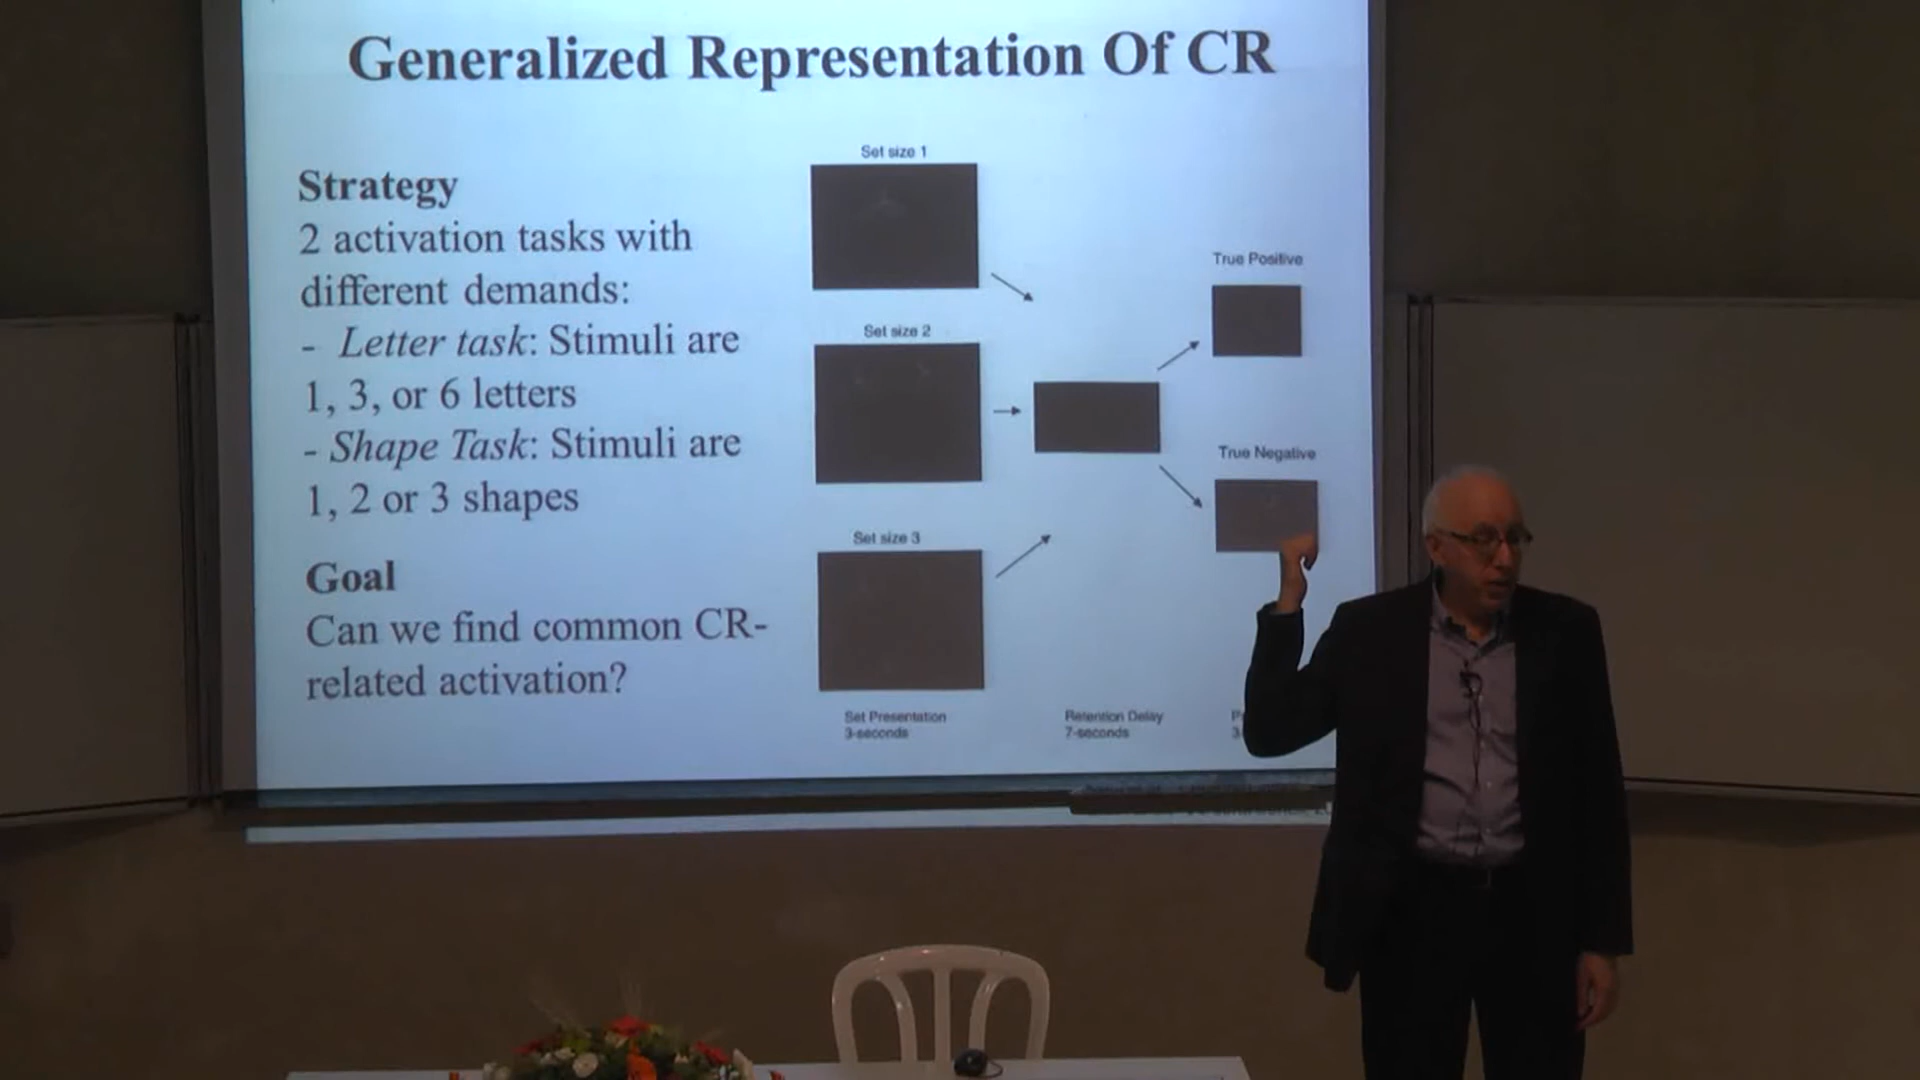 Generalized Representation Of CR
Strategy
2 activation tasks with
different demands:
- Letter task: Stimuli are
1, 3, or 6 letters
- Shape Task: Stimuli are
1, 2 or 3 shapes
Goal
Can we find common CR-
related activation?
Set size 1
Set size 2
Set size 3
True Positive
True Negative
Set Presentation
3-seconds
Retention Delay
7-seconds